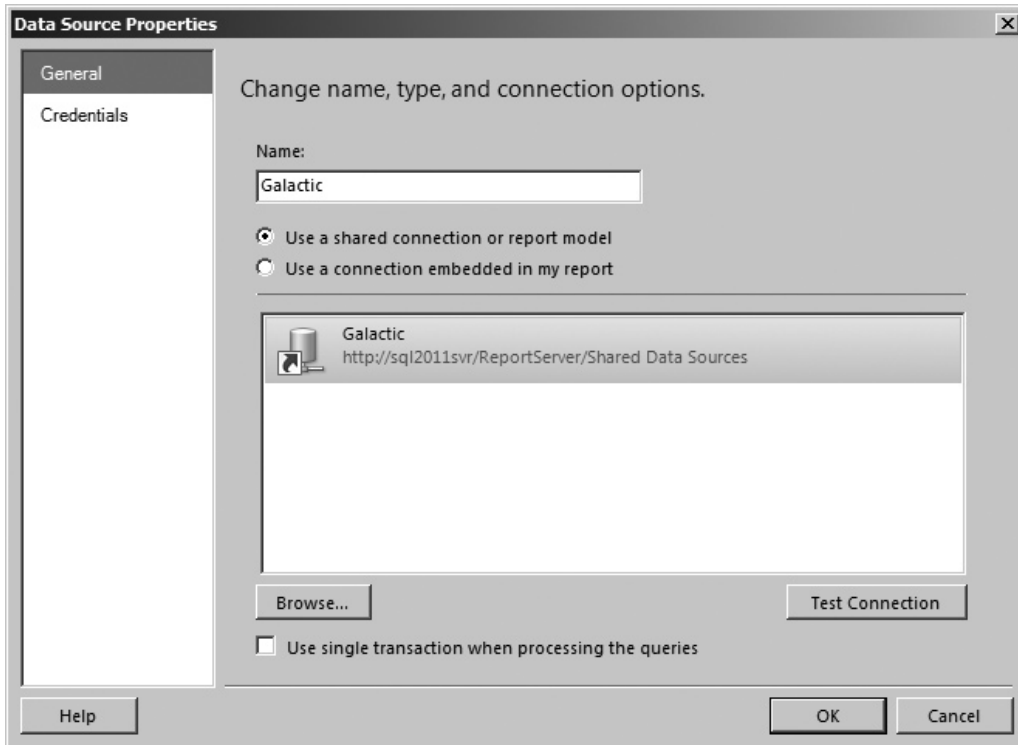 Data Source Properties
General
Credentials
Change name, type, and connection options.
Name:
Galactic
Use a shared connection or report model
Use a connection embedded in my report
Galactic
http://sql2011svr/ReportServer/Shared Data Sources
Browse...
Test Connection
Use single transaction when processing the queries
Help
OK
Cancel